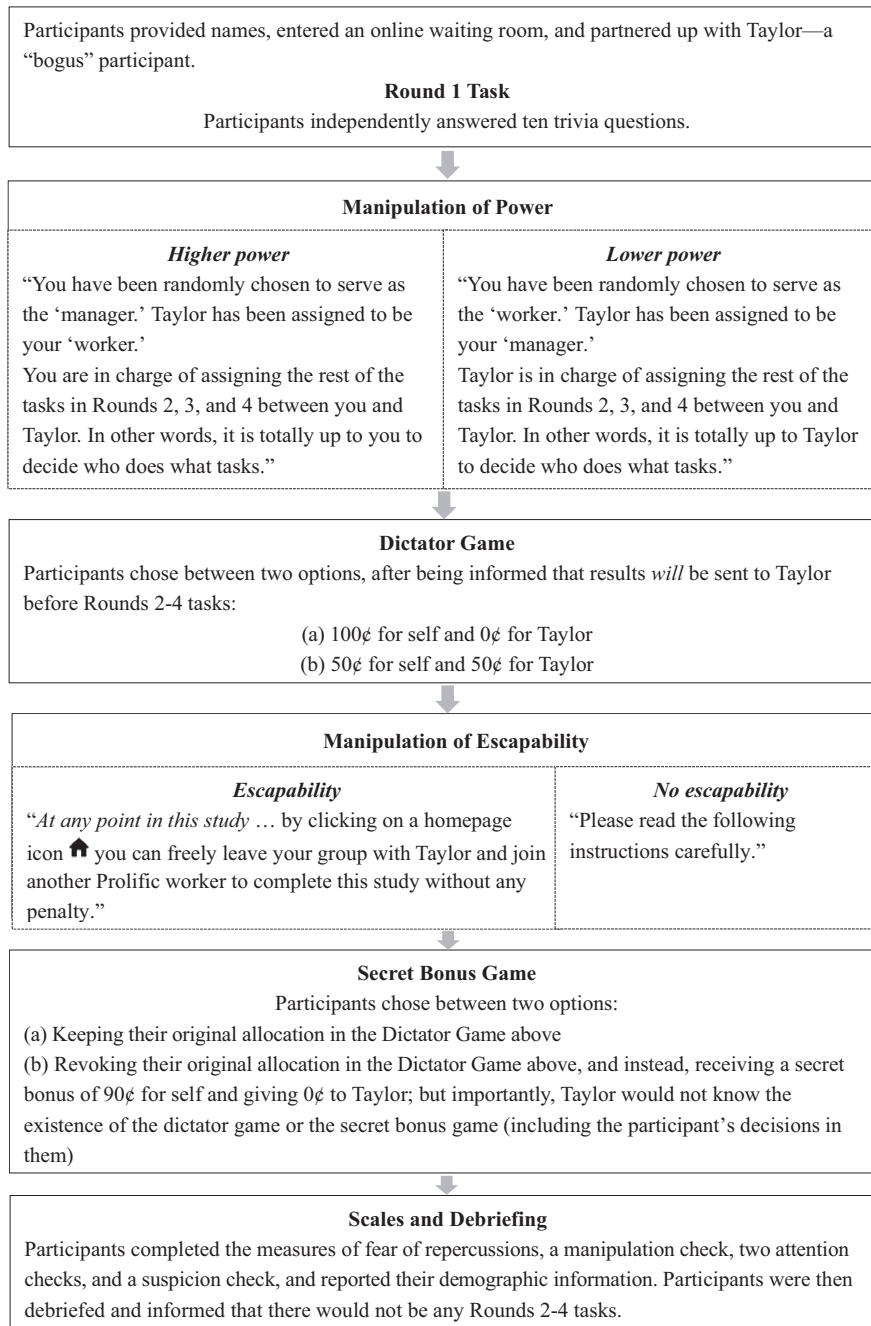 Participants provided names, entered an online waiting room, and partnered up with Taylor—a
“bogus” participant.
Round 1 Task
Participants independently answered ten trivia questions.
Manipulation of Power
Higher power
“You have been randomly chosen to serve as
the ‘manager.’ Taylor has been assigned to be
your ‘worker.’
You are in charge of assigning the rest of the
tasks in Rounds 2, 3, and 4 between you and
Taylor. In other words, it is totally up to you to
decide who does what tasks.”
Lower power
“You have been randomly chosen to serve as
the ‘worker.’ Taylor has been assigned to be
your ‘manager.’
Taylor is in charge of assigning the rest of the
tasks in Rounds 2, 3, and 4 between you and
Taylor. In other words, it is totally up to Taylor
to decide who does what tasks.”
Dictator Game
Participants chose between two options, after being informed that results will be sent to Taylor
before Rounds 2-4 tasks:
(a) 100¢ for self and 0¢ for Taylor
(b) 50¢ for self and 50¢ for Taylor
Manipulation of Escapability
Escapability
“At any point in this study … by clicking on a homepage
icon you can freely leave your group with Taylor and join
another Prolific worker to complete this study without any
penalty.”
No escapability
“Please read the following
instructions carefully.”
Secret Bonus Game
Participants chose between two options:
(a) Keeping their original allocation in the Dictator Game above
(b) Revoking their original allocation in the Dictator Game above, and instead, receiving a secret
bonus of 90¢ for self and giving 0¢ to Taylor; but importantly, Taylor would not know the
existence of the dictator game or the secret bonus game (including the participant’s decisions in
them)
Scales and Debriefing
Participants completed the measures of fear of repercussions, a manipulation check, two attention
checks, and a suspicion check, and reported their demographic information. Participants were then
debriefed and informed that there would not be any Rounds 2-4 tasks.